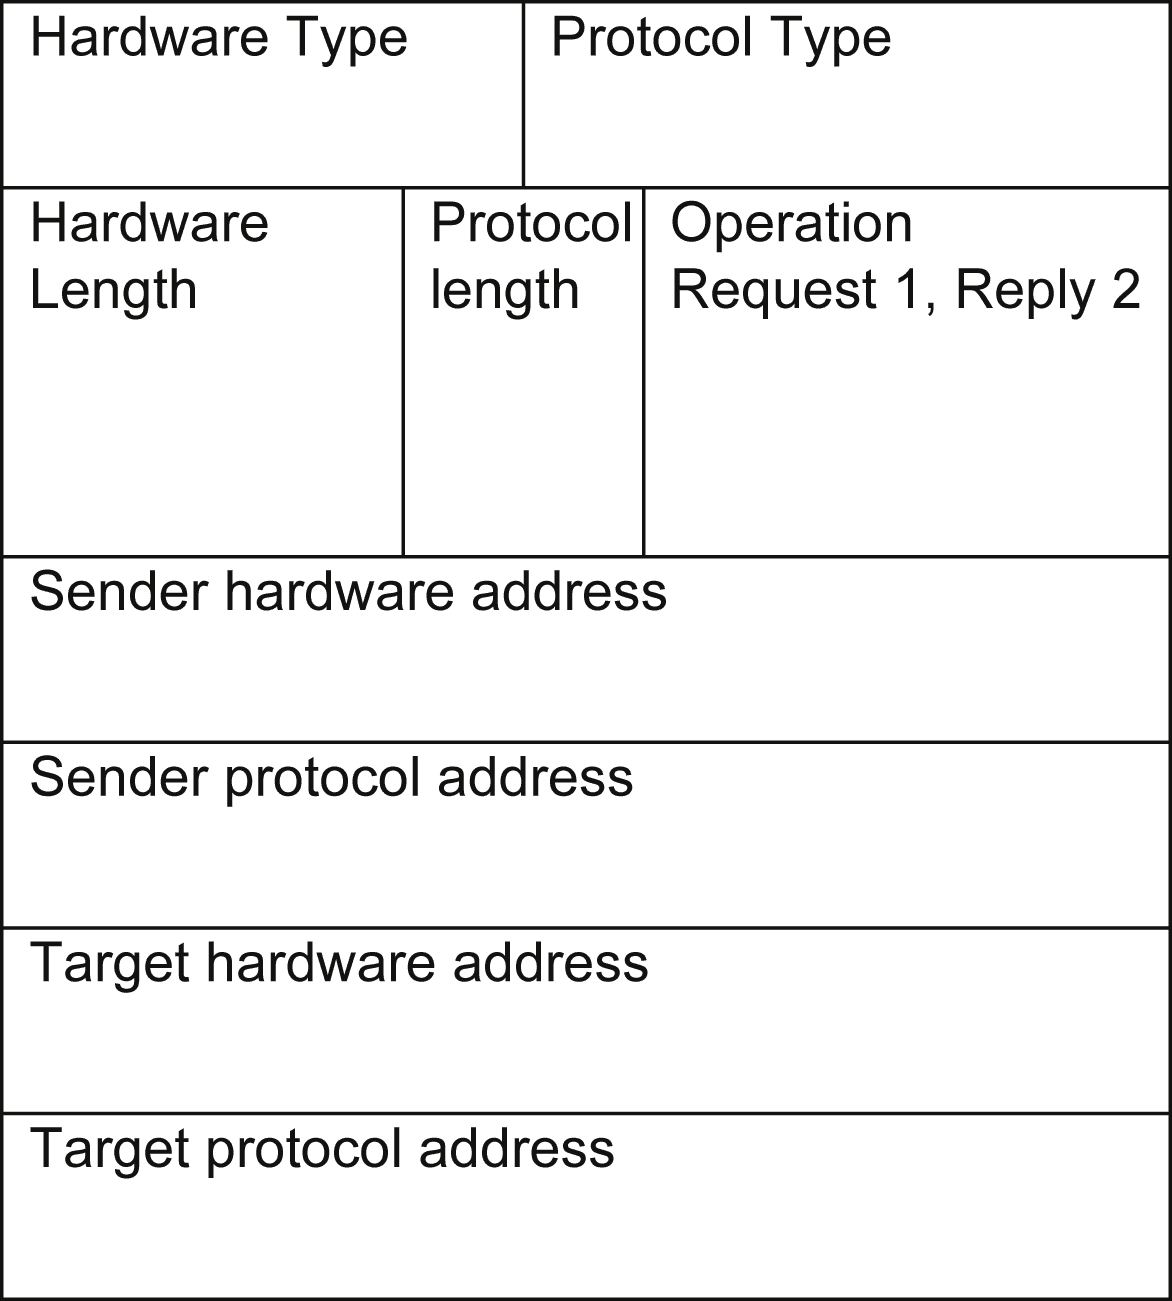 Hardware Type
Protocol Type
Hardware
Length
Protocol
length
Operation
Request 1, Reply 2
Sender hardware address
Sender protocol address
Target hardware address
Target protocol address